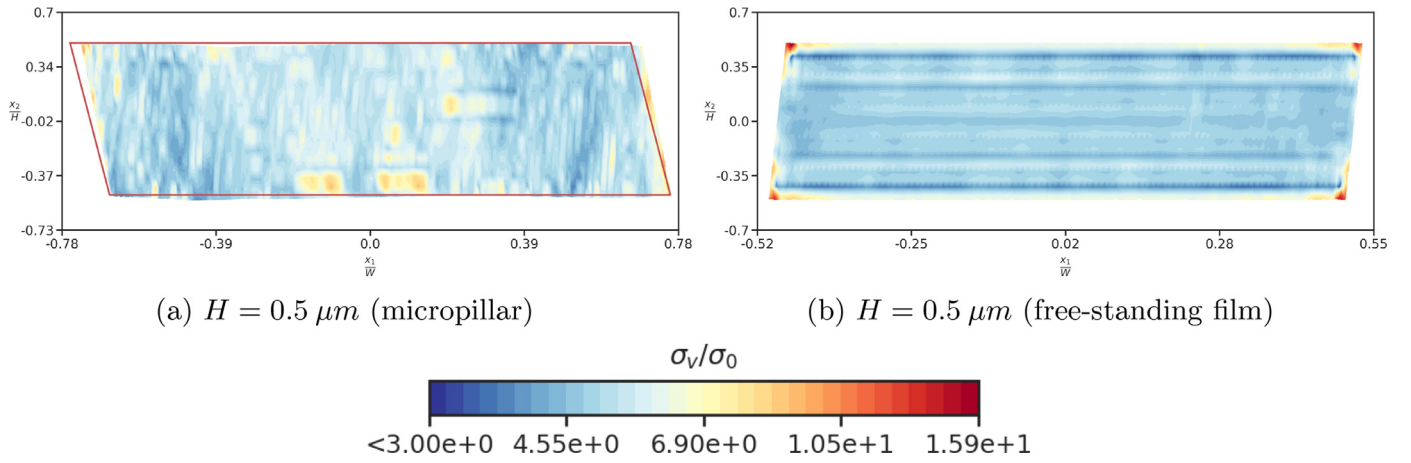 0.7
0.34
x₂/H
-0.02
-0.37
-0.73
-0.78 -0.39 0.0 0.39 0.78
x₁/W
0.7
0.35
x₂/H
0.0
-0.35
-0.7
-0.52 -0.25 0.02 0.28 0.55
x₁/W
(a) H = 0.5 μm (micropillar)
(b) H = 0.5 μm (free-standing film)
σᵥ/σ₀
<3.00e+0 4.55e+0 6.90e+0 1.05e+1 1.59e+1